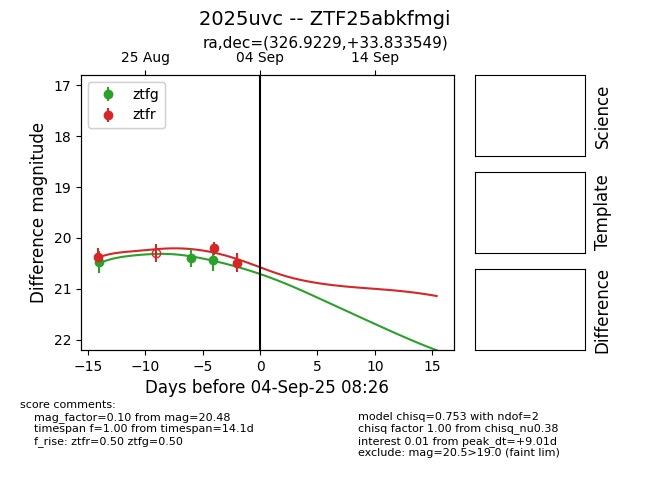 2025uvc -- ZTF25abkfmgi
ra,dec=(326.9229,+33.833549)
25 Aug 04 Sep 14 Sep
ztfg
ztfr
17
18
19
20
21
22
Difference magnitude
−15 −10 −5 0 5 10 15
Days before 04-Sep-25 08:26
Science
Template
Difference
score comments:
mag_factor=0.10 from mag=20.48
timespan f=1.00 from timespan=14.1d
f_rise: ztfr=0.50 ztfg=0.50
model chisq=0.753 with ndof=2
chisq factor 1.00 from chisq_nu0.38
interest 0.01 from peak_dt=+9.01d
exclude: mag=20.5>19.0 (faint lim)